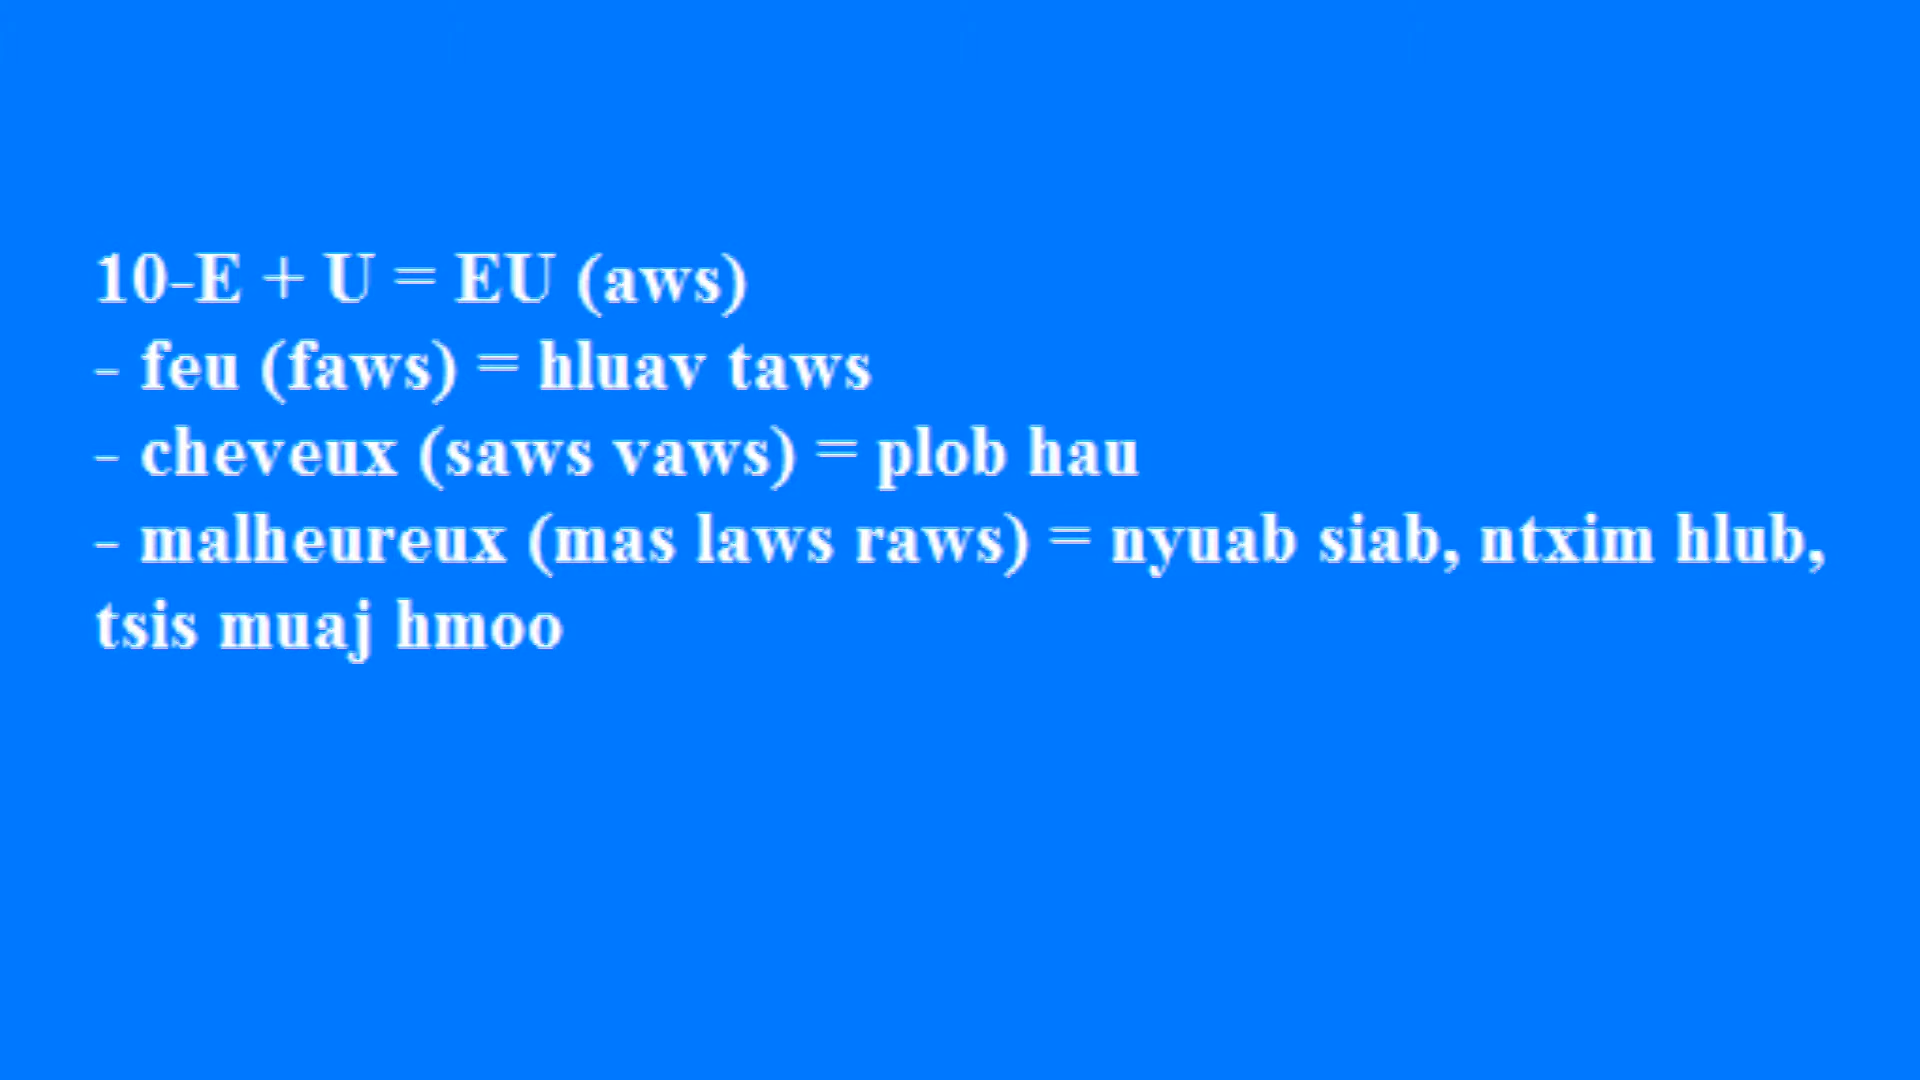 10-E + U = EU (aws)
- feu (faws) = hluav taws
- cheveux (saws vaws) = plob hau
- malheureux (mas laws raws) = nyuab siab, ntxim hlub,
tsis muaj hmoo